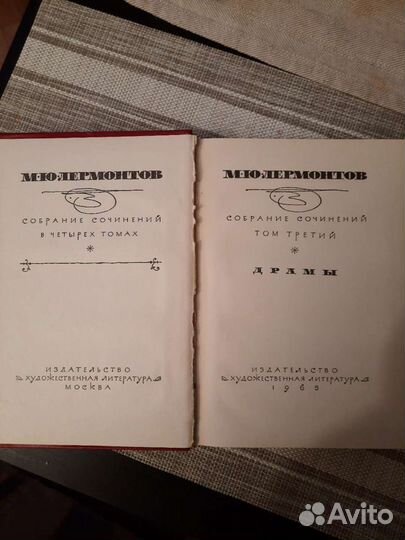 М·Ю·ЛЕРМОНТОВ
СОБРАНИЕ СОЧИНЕНИЙ
В ЧЕТЫРЕХ ТОМАХ
*
ИЗДАТЕЛЬСТВО
ХУДОЖЕСТВЕННАЯ ЛИТЕРАТУРА
МОСКВА
М·Ю·ЛЕРМОНТОВ
СОБРАНИЕ СОЧИНЕНИЙ
ТОМ ТРЕТИЙ
*
ДРАМЫ
ИЗДАТЕЛЬСТВО
ХУДОЖЕСТВЕННАЯ ЛИТЕРАТУРА
1965
Avito